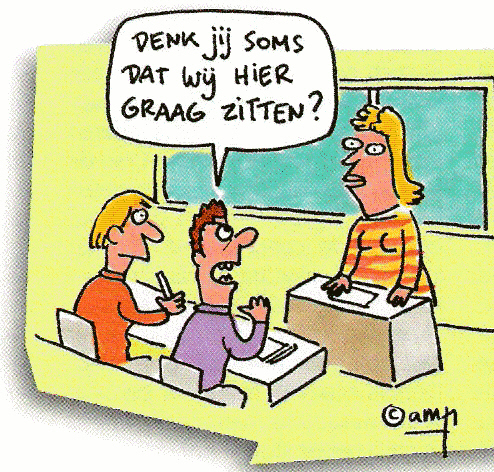 DENK jij SOMS
DAT wij HiER
GRAAG ZiTTEN?
© amp